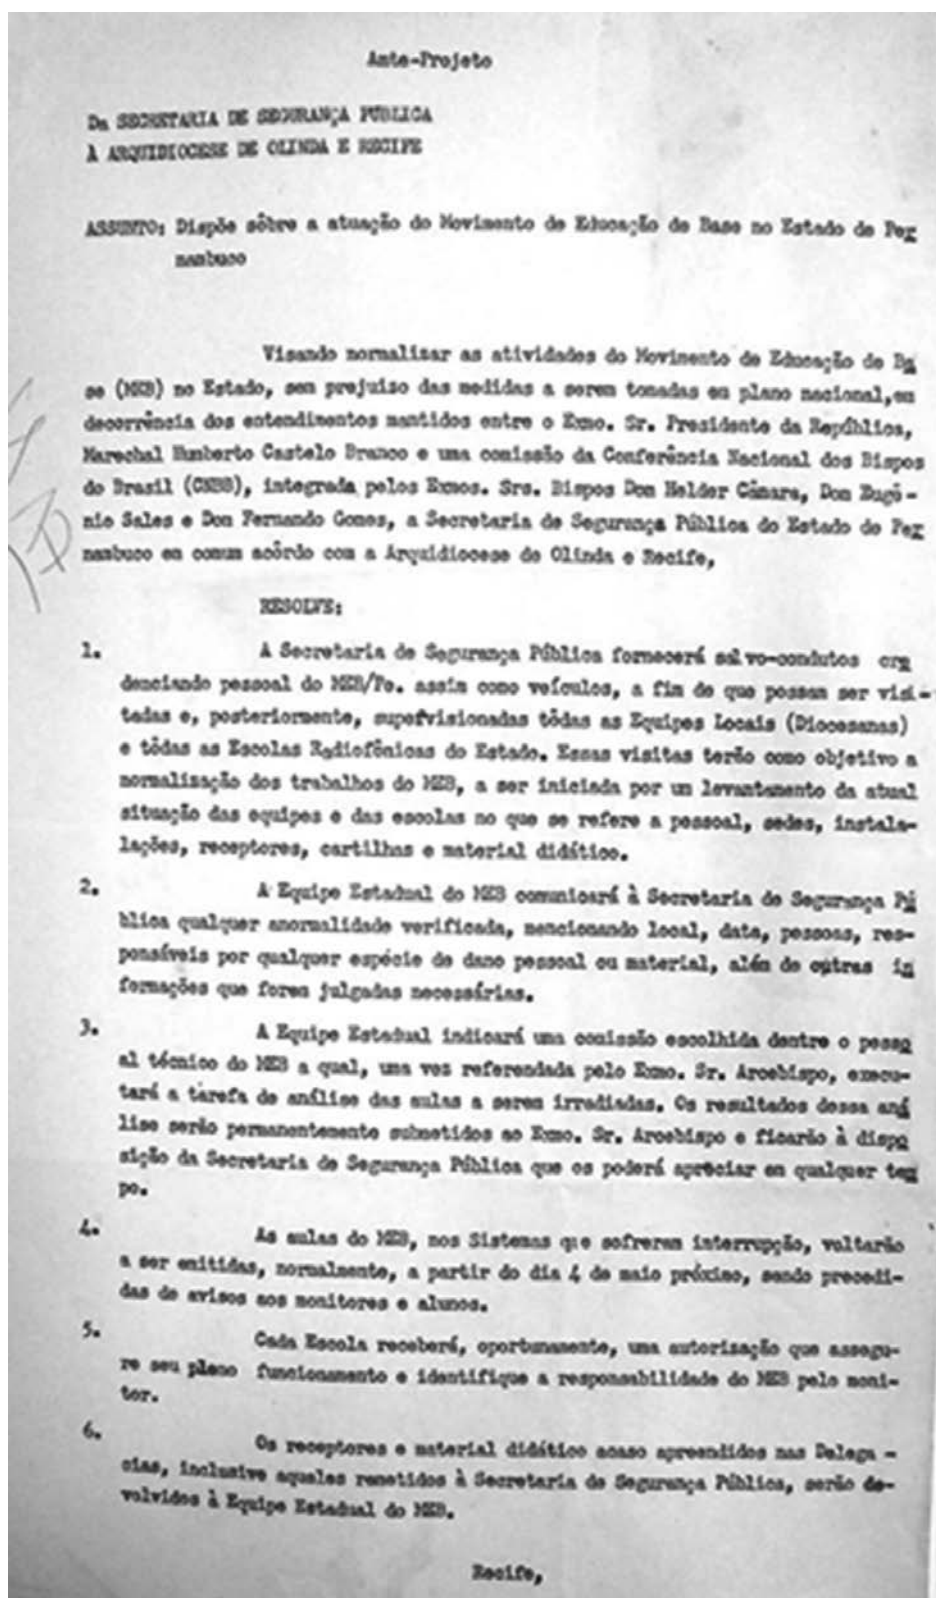 Ante-Projeto
Da SECRETARIA DE SEGURANÇA PÚBLICA
À ARQUIDIOCESE DE OLINDA E RECIFE
ASSUNTO: Dispõe sôbre a atuação do Movimento de Educação de Base no Estado de Per
nambuco
Visando normalizar as atividades do Movimento de Educação de Ba
se (MEB) no Estado, sem prejuizo das medidas a serem tomadas em plano nacional,em
decorrência dos entendimentos mantidos entre o Exmo. Sr. Presidente da República,
Marechal Humberto Castelo Branco e uma comissão da Conferência Nacional dos Bispos
do Brasil (CNBB), integrada pelos Exmos. Srs. Bispos Dom Helder Câmara, Dom Eugê-
nio Sales e Dom Fernando Gomes, a Secretaria de Segurança Pública do Estado de Per
nambuco em comum acôrdo com a Arquidiocese de Olinda e Recife,
RESOLVE:
1. A Secretaria de Segurança Pública fornecerá salvo-condutos cre
denciando pessoal do MEB/Pe. assim como veículos, a fim de que possam ser visi-
tadas e, posteriormente, supervisionadas tôdas as Equipes Locais (Diocesanas)
e tôdas as Escolas Radiofônicas do Estado. Essas visitas terão como objetivo a
normalização dos trabalhos do MEB, a ser iniciada por um levantamento da atual
situação das equipes e das escolas no que se refere a pessoal, sedes, instala-
lações, receptores, cartilhas e material didático.
2. A Equipe Estadual do MEB comunicará à Secretaria de Segurança Pú
blica qualquer anormalidade verificada, mencionando local, data, pessoas, res-
ponsáveis por qualquer espécie de dano pessoal ou material, além de outras in
formações que forem julgadas necessárias.
3. A Equipe Estadual indicará uma comissão escolhida dentre o pesso
al técnico do MEB a qual, uma vez referendada pelo Exmo. Sr. Arcebispo, execu-
tará a tarefa de análise das aulas a serem irradiadas. Os resultados dessa aná
lise serão permanentemente submetidos ao Exmo. Sr. Arcebispo e ficarão à dispo
sição da Secretaria de Segurança Pública que os poderá apreciar em qualquer tem
po.
4. As aulas do MEB, nos Sistemas que sofreram interrupção, voltarão
a ser emitidas, normalmente, a partir do dia 4 de maio próximo, sendo precedi-
das de avisos aos monitores e alunos.
5. Cada Escola receberá, oportunamente, uma autorização que assegu-
re seu pleno funcionamento e identifique a responsabilidade do MEB pelo moni-
tor.
6. Os receptores e material didático acaso apreendidos nas Delega -
cias, inclusive aqueles remetidos à Secretaria de Segurança Pública, serão de-
volvidos à Equipe Estadual do MEB.
Recife,